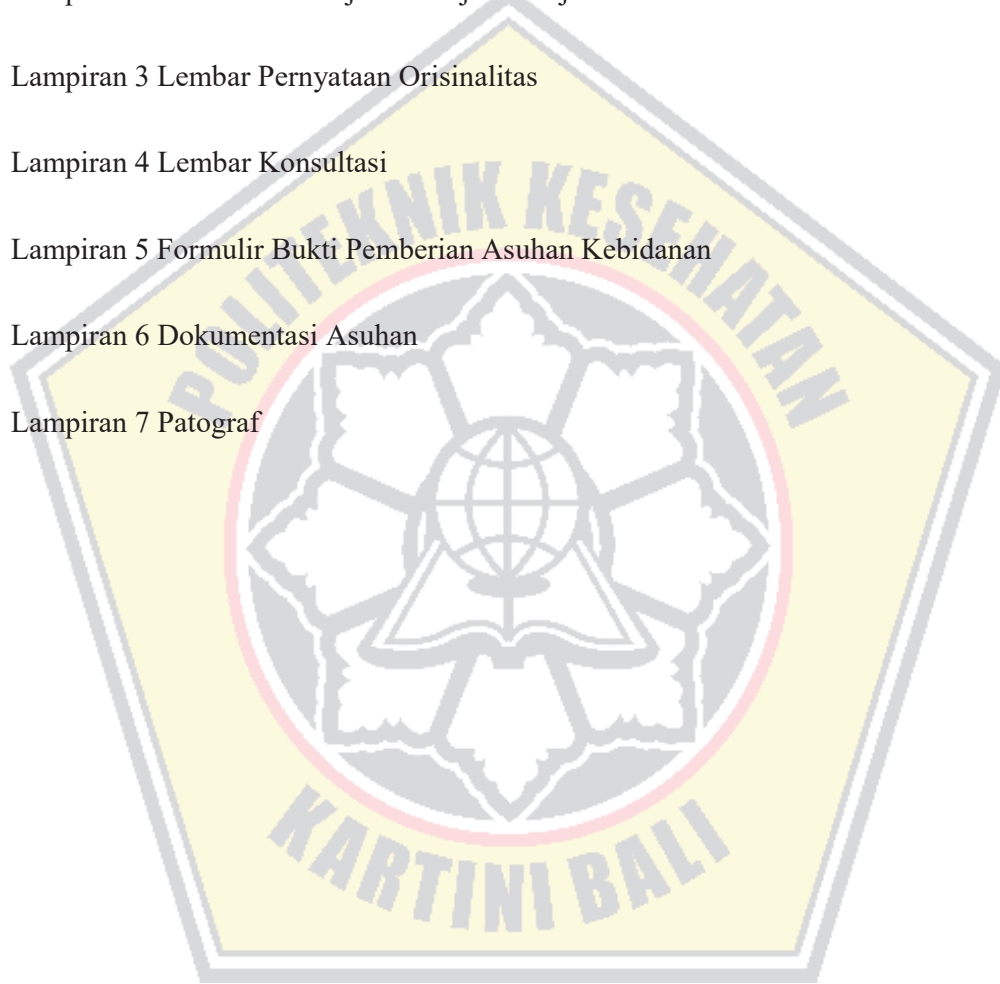 Lampiran 3 Lembar Pernyataan Orisinalitas
Lampiran 4 Lembar Konsultasi
Lampiran 5 Formulir Bukti Pemberian Asuhan Kebidanan
Lampiran 6 Dokumentasi Asuhan
Lampiran 7 Patograf
POLITEKNIK KESEHATAN
KARTINI BALI